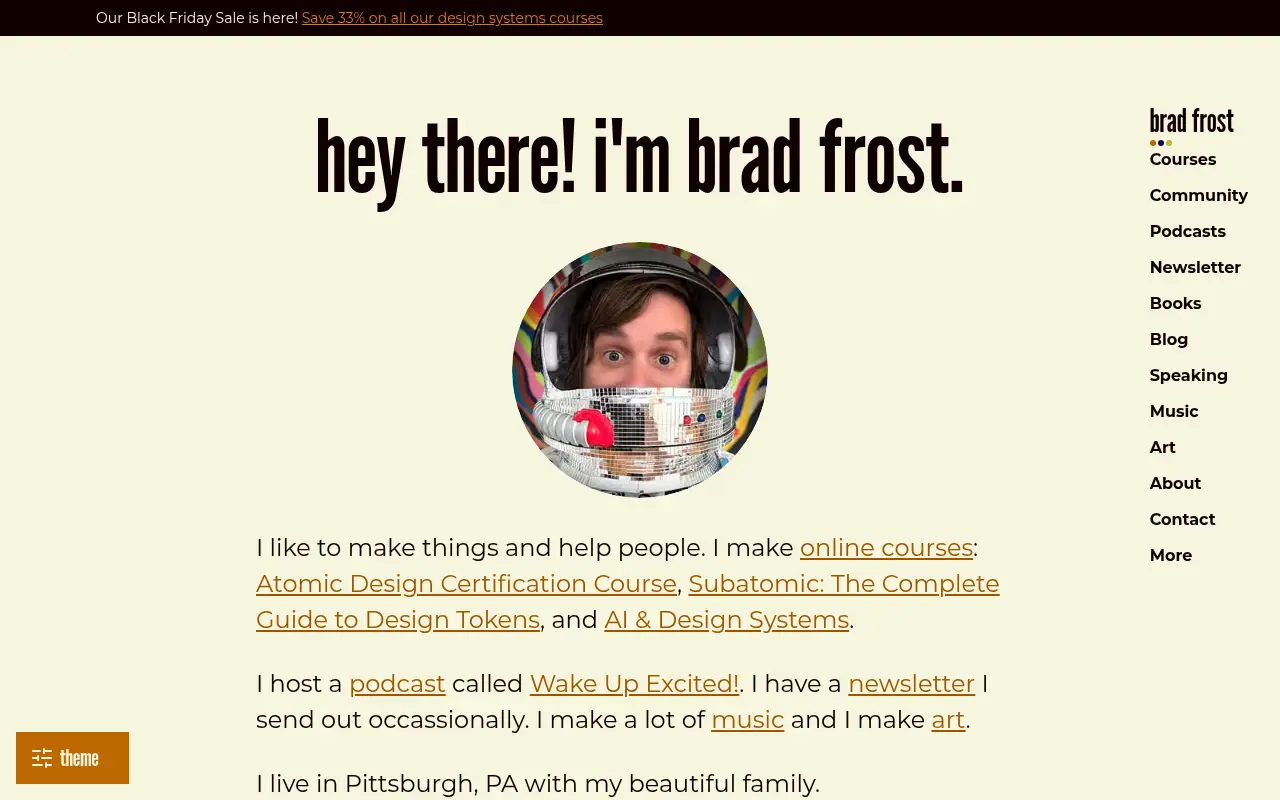 Our Black Friday Sale is here! Save 33% on all our design systems courses
hey there! i'm brad frost.
brad frost
Courses
Community
Podcasts
Newsletter
Books
Blog
Speaking
Music
Art
About
Contact
More
I like to make things and help people. I make online courses:
Atomic Design Certification Course, Subatomic: The Complete
Guide to Design Tokens, and AI & Design Systems.
I host a podcast called Wake Up Excited!. I have a newsletter I
send out occassionally. I make a lot of music and I make art.
I live in Pittsburgh, PA with my beautiful family.
theme